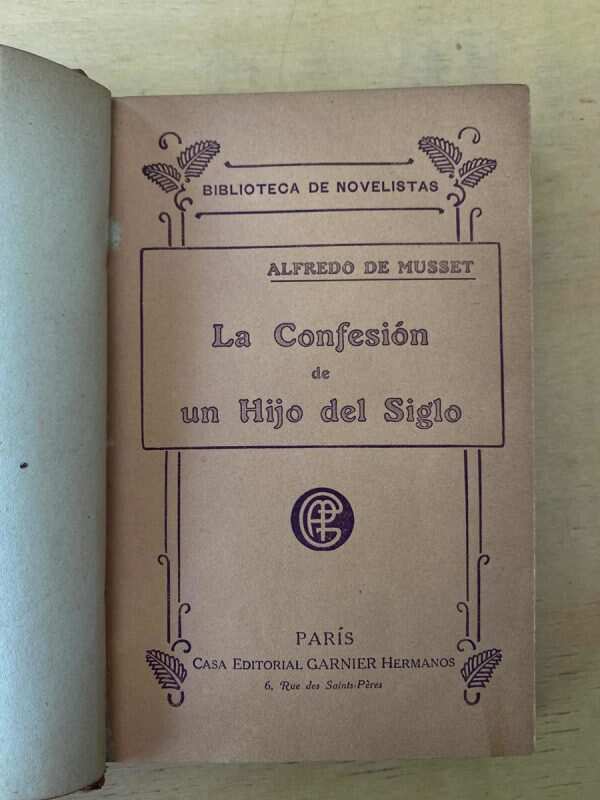 BIBLIOTECA DE NOVELISTAS
ALFREDO DE MUSSET
La Confesión
de
un Hijo del Siglo
PARÍS
CASA EDITORIAL GARNIER HERMANOS
6, Rue des Saints-Pères